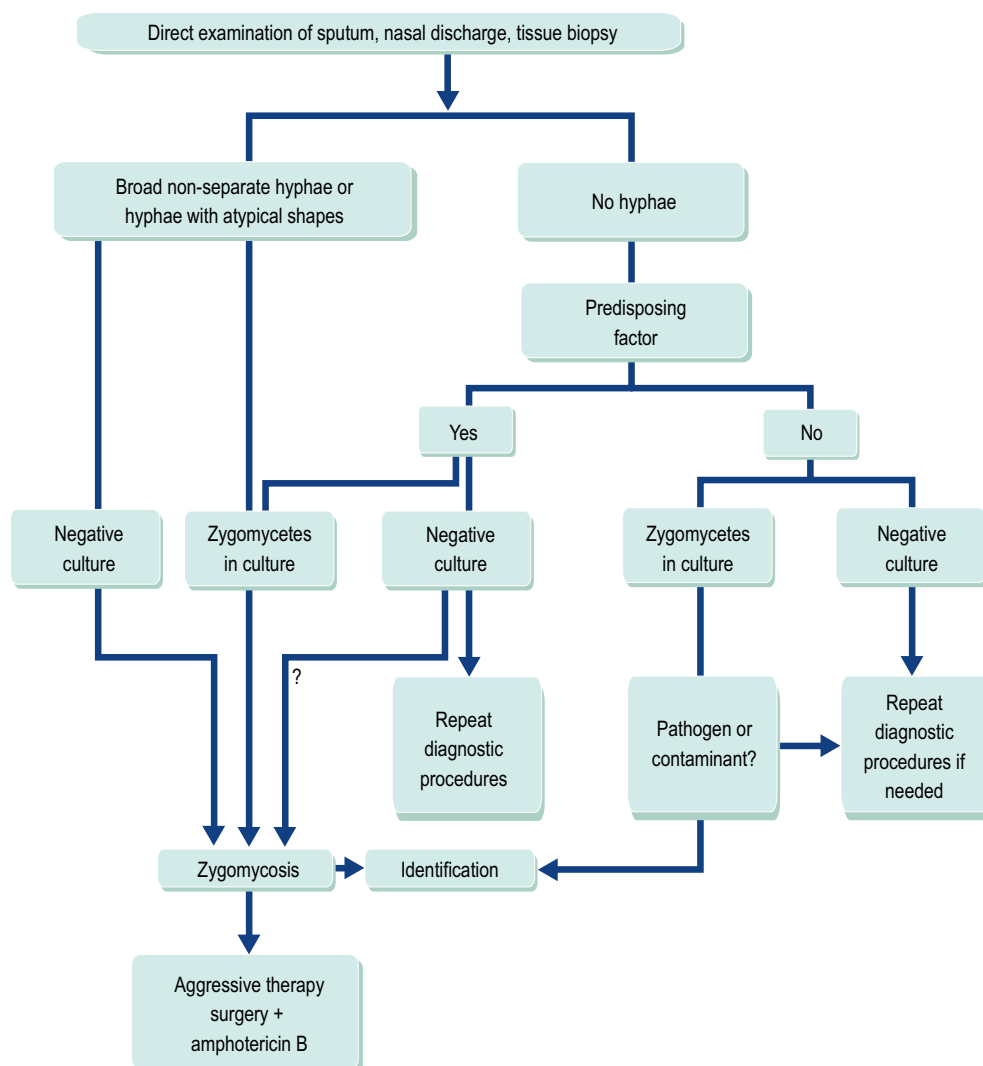 Direct examination of sputum, nasal discharge, tissue biopsy
Broad non-separate hyphae or
hyphae with atypical shapes
No hyphae
Predisposing
factor
Yes
No
Negative
culture
Zygomycetes
in culture
Negative
culture
Zygomycetes
in culture
Negative
culture
?
Repeat
diagnostic
procedures
Pathogen or
contaminant?
Repeat
diagnostic
procedures if
needed
Zygomycosis
Identification
Aggressive therapy
surgery +
amphotericin B